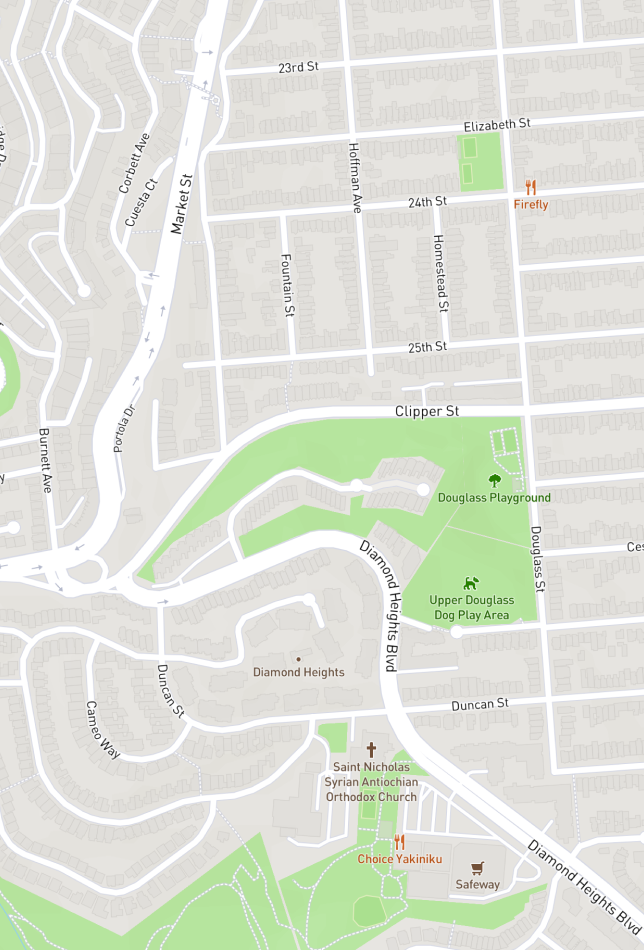 23rd St
Elizabeth St
Corbett Ave
Hoffman Ave
Cuesta Ct
Market St
24th St
Firefly
Homestead St
Fountain St
25th St
Portola Dr
Clipper St
Burnett Ave
Douglass Playground
Douglass St
Diamond Heights Blvd
Upper Douglass
Dog Play Area
Diamond Heights
Duncan St
Duncan St
Cameo Way
Saint Nicholas
Syrian Antiochian
Orthodox Church
Choice Yakiniku
Safeway
Diamond Heights Blvd